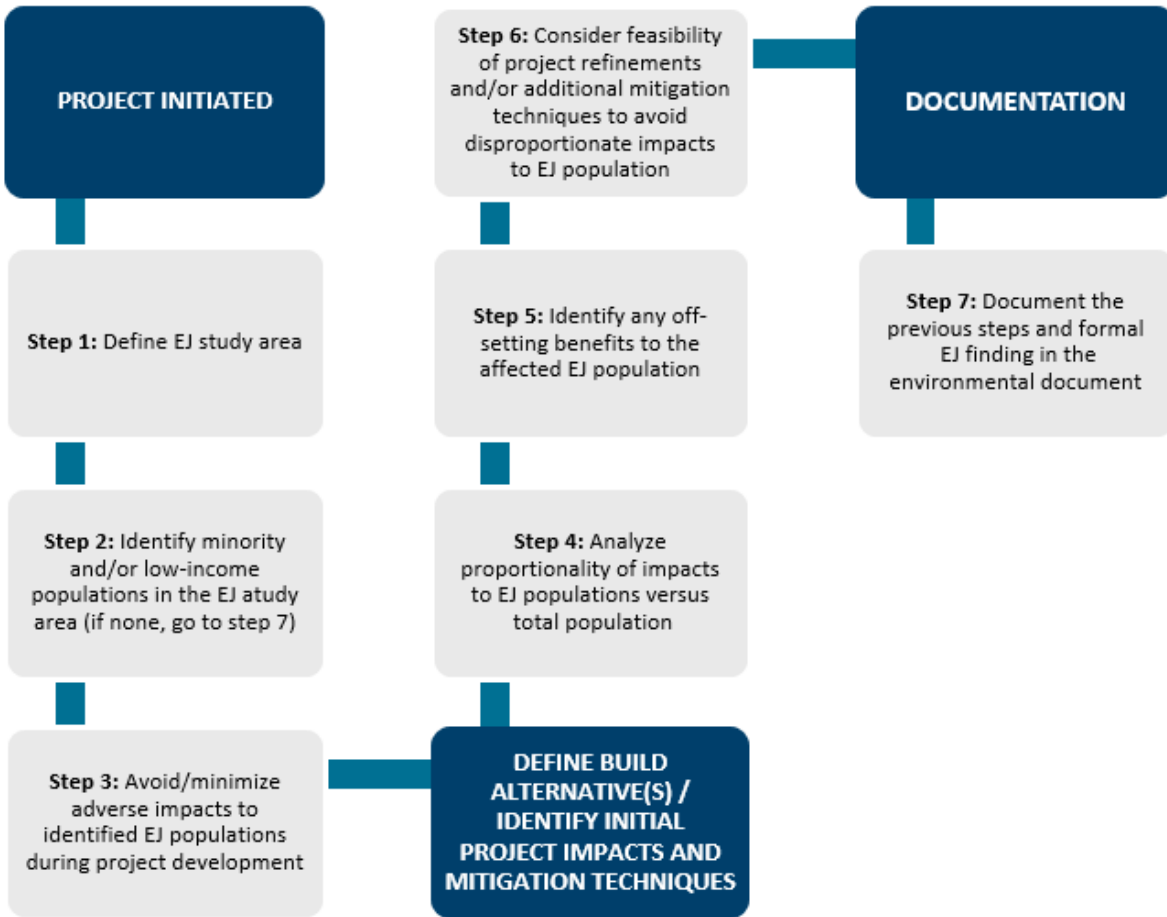 PROJECT INITIATED
Step 1: Define EJ study area
Step 2: Identify minority
and/or low-income
populations in the EJ atudy
area (if none, go to step 7)
Step 3: Avoid/minimize
adverse impacts to
identified EJ populations
during project development
DEFINE BUILD
ALTERNATIVE(S) /
IDENTIFY INITIAL
PROJECT IMPACTS AND
MITIGATION TECHNIQUES
Step 4: Analyze
proportionality of impacts
to EJ populations versus
total population
Step 5: Identify any off-
setting benefits to the
affected EJ population
Step 6: Consider feasibility
of project refinements
and/or additional mitigation
techniques to avoid
disproportionate impacts
to EJ population
DOCUMENTATION
Step 7: Document the
previous steps and formal
EJ finding in the
environmental document